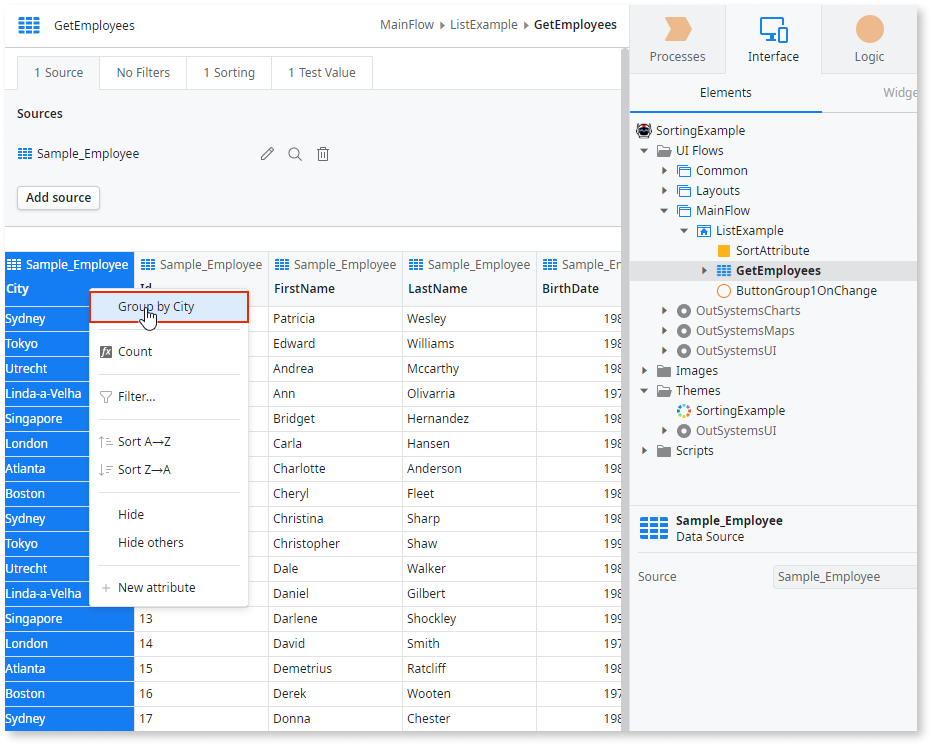 GetEmployees
MainFlow ListExample GetEmployees
1 Source No Filters 1 Sorting 1 Test Value
Sources
Sample_Employee
Add source
Sample_Employee Sample_Employee Sample_Employee Sample_Employee
City Id FirstName LastName BirthDate
Sydney Patricia Wesley 198
Tokyo Edward Williams 198
Utrecht Andrea Mccarthy 198
Linda-a-Velha Ann Olivarria 197
Singapore Bridget Hernandez 198
London Carla Hansen 198
Atlanta Charlotte Anderson 198
Boston Cheryl Fleet 198
Sydney Christina Sharp 198
Tokyo Christopher Shaw 199
Utrecht Dale Walker 198
Linda-a-Velha Daniel Gilbert 198
Singapore 13 Darlene Shockley 199
London 14 David Smith 197
Atlanta 15 Demetrius Ratcliff 198
Boston 16 Derek Wooten 197
Sydney 17 Donna Chester 198
Group by City
Count
Filter...
Sort A→Z
Sort Z→A
Hide
Hide others
New attribute
Processes Interface Logic
Elements
SortingExample
UI Flows
Common
Layouts
MainFlow
ListExample
SortAttribute
GetEmployees
ButtonGroup1OnChange
OutSystemsCharts
OutSystemsMaps
OutSystemsUI
Images
Themes
SortingExample
OutSystemsUI
Scripts
Sample_Employee
Data Source
Source Sample_Employee